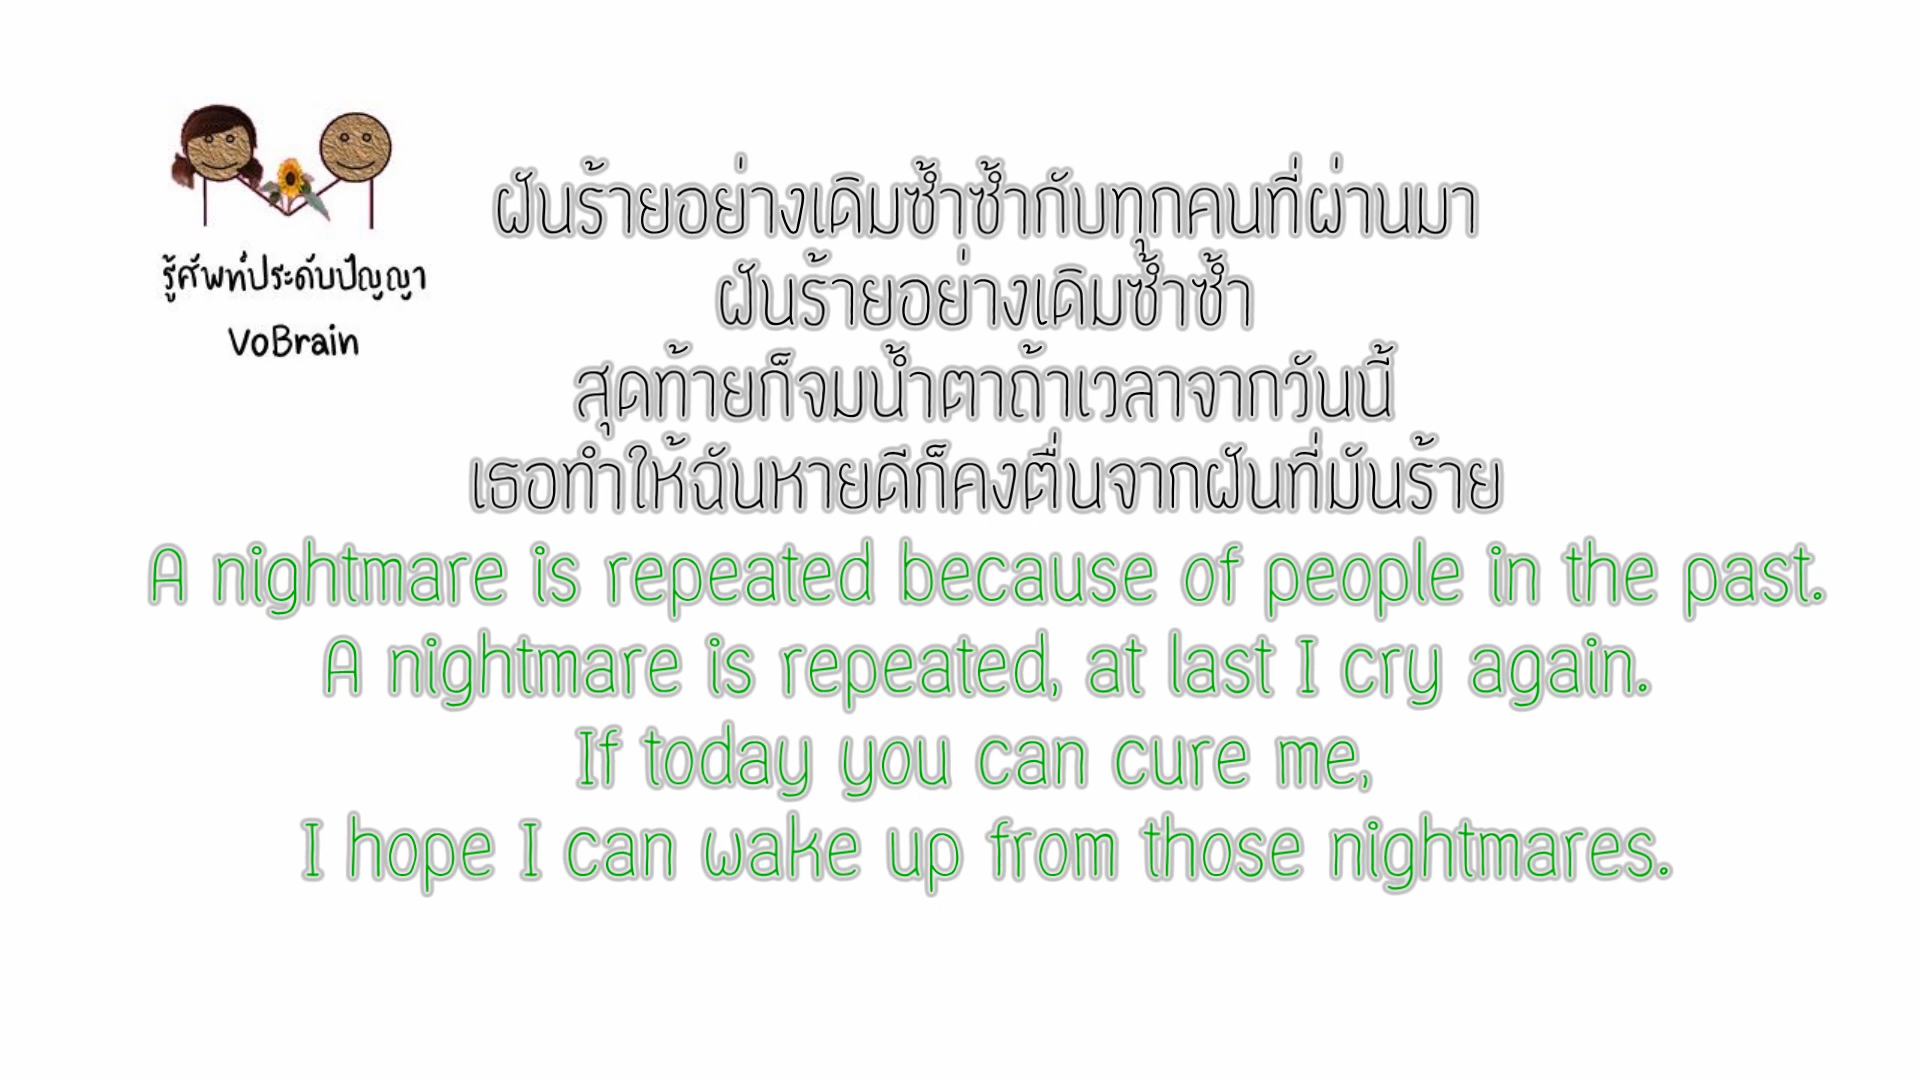 รู้ศัพท์ประดับปัญญา
VoBrain
ฝันร้ายอย่างเดิมซ้ำซ้ำกับทุกคนที่ผ่านมา
ฝันร้ายอย่างเดิมซ้ำซ้ำ
สุดท้ายก็จมน้ำตาถ้าเวลาจากวันนี้
เธอทำให้ฉันหายดีก็คงตื่นจากฝันที่มันร้าย
A nightmare is repeated because of people in the past.
A nightmare is repeated, at last I cry again.
If today you can cure me,
I hope I can wake up from those nightmares.